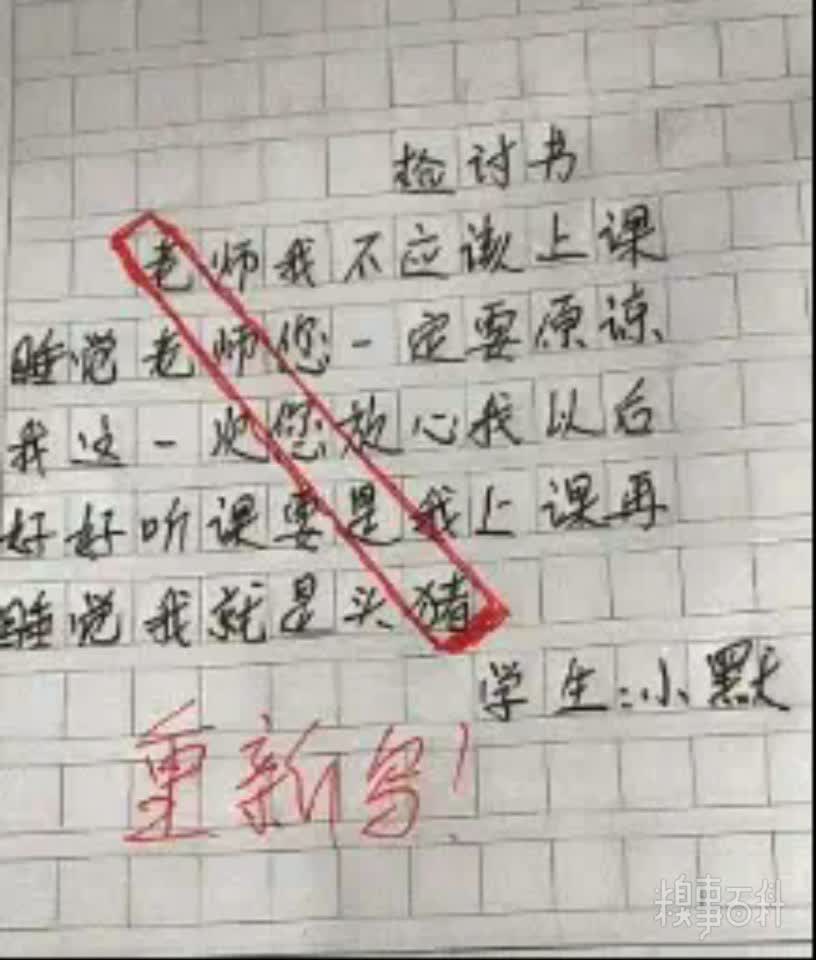 检讨书
老师我不应该上课
睡觉老师您一定要原谅
我这一次您放心我以后
好好听课要是我上课再
睡觉我就是头猪
学生:小默
重新写!
糗事百科